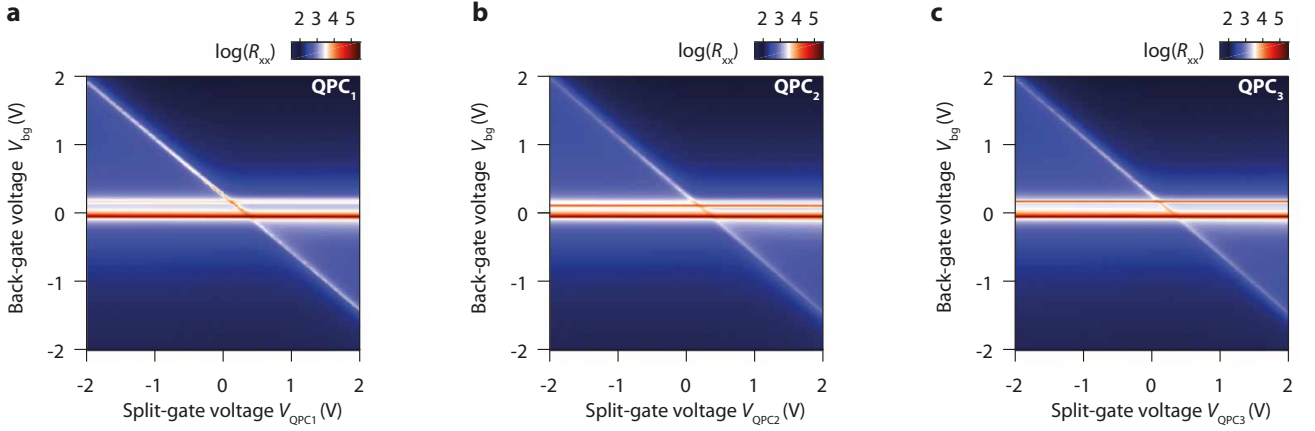 a
2 3 4 5
log(Rxx)
QPC1
Back-gate voltage Vbg (V)
2
1
0
-1
-2
-2 -1 0 1 2
Split-gate voltage VQPC1 (V)
b
2 3 4 5
log(Rxx)
QPC2
Back-gate voltage Vbg (V)
2
1
0
-1
-2
-2 -1 0 1 2
Split-gate voltage VQPC2 (V)
c
2 3 4 5
log(Rxx)
QPC3
Back-gate voltage Vbg (V)
2
1
0
-1
-2
-2 -1 0 1 2
Split-gate voltage VQPC3 (V)